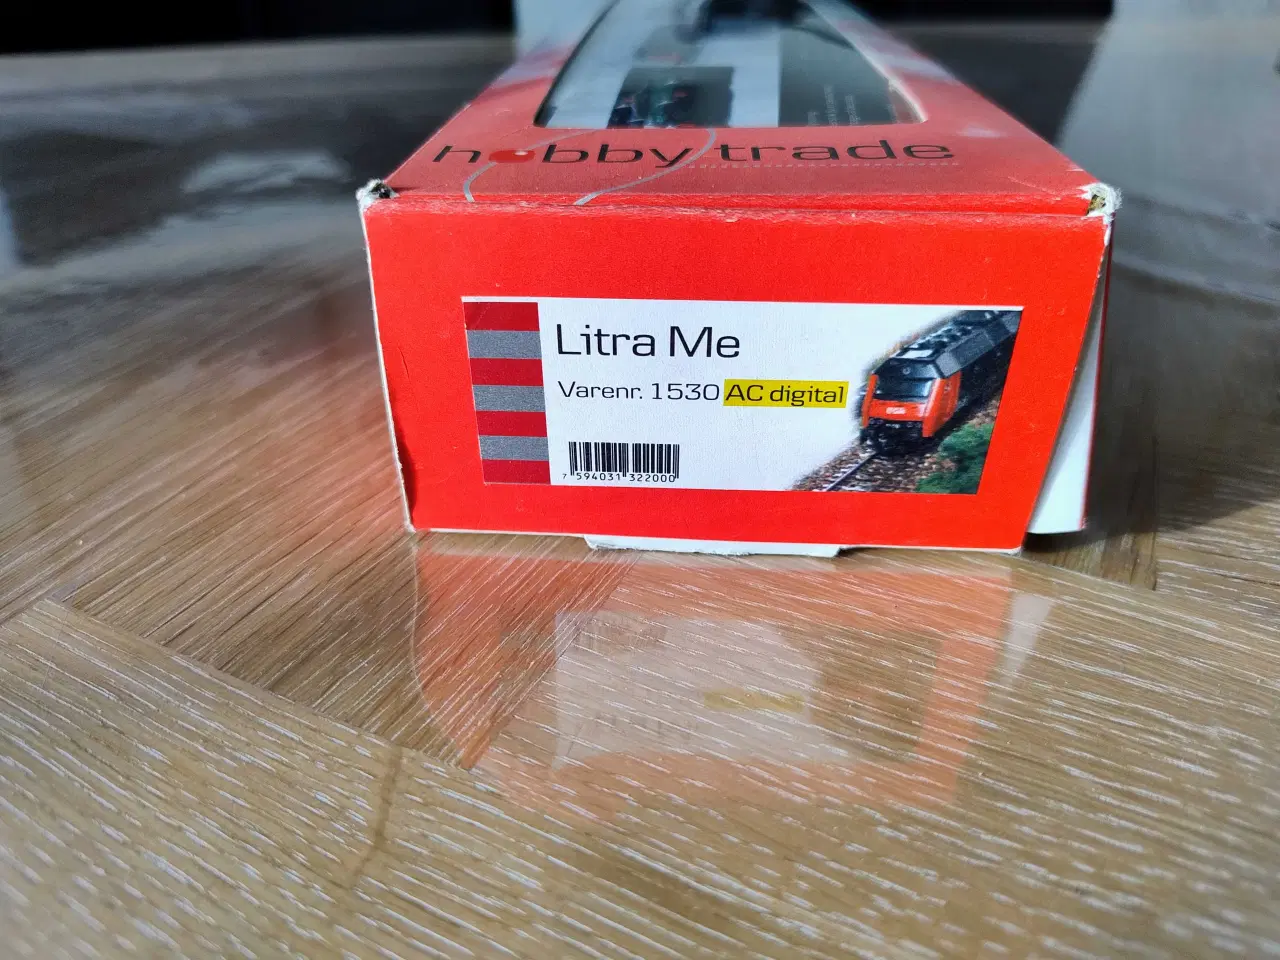 hobby trade
Litra Me
Varenr. 1530 AC digital
7 594031 322000